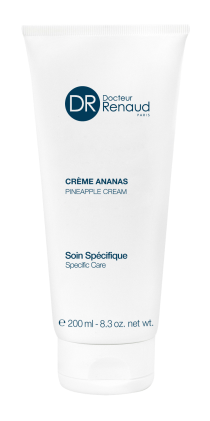 DR
Docteur
Renaud
PARIS
CRÈME ANANAS
PINEAPPLE CREAM
Soin Spécifique
Specific Care
e 200 ml - 8.3 oz. net wt.